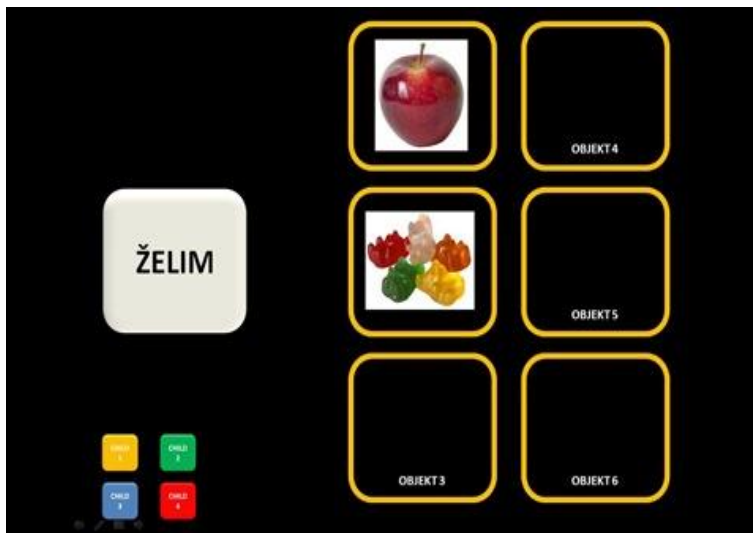 ŽELIM
OBJEKT 4
OBJEKT 5
OBJEKT 3
OBJEKT 6
CHILD
1
CHILD
2
CHILD
3
CHILD
4